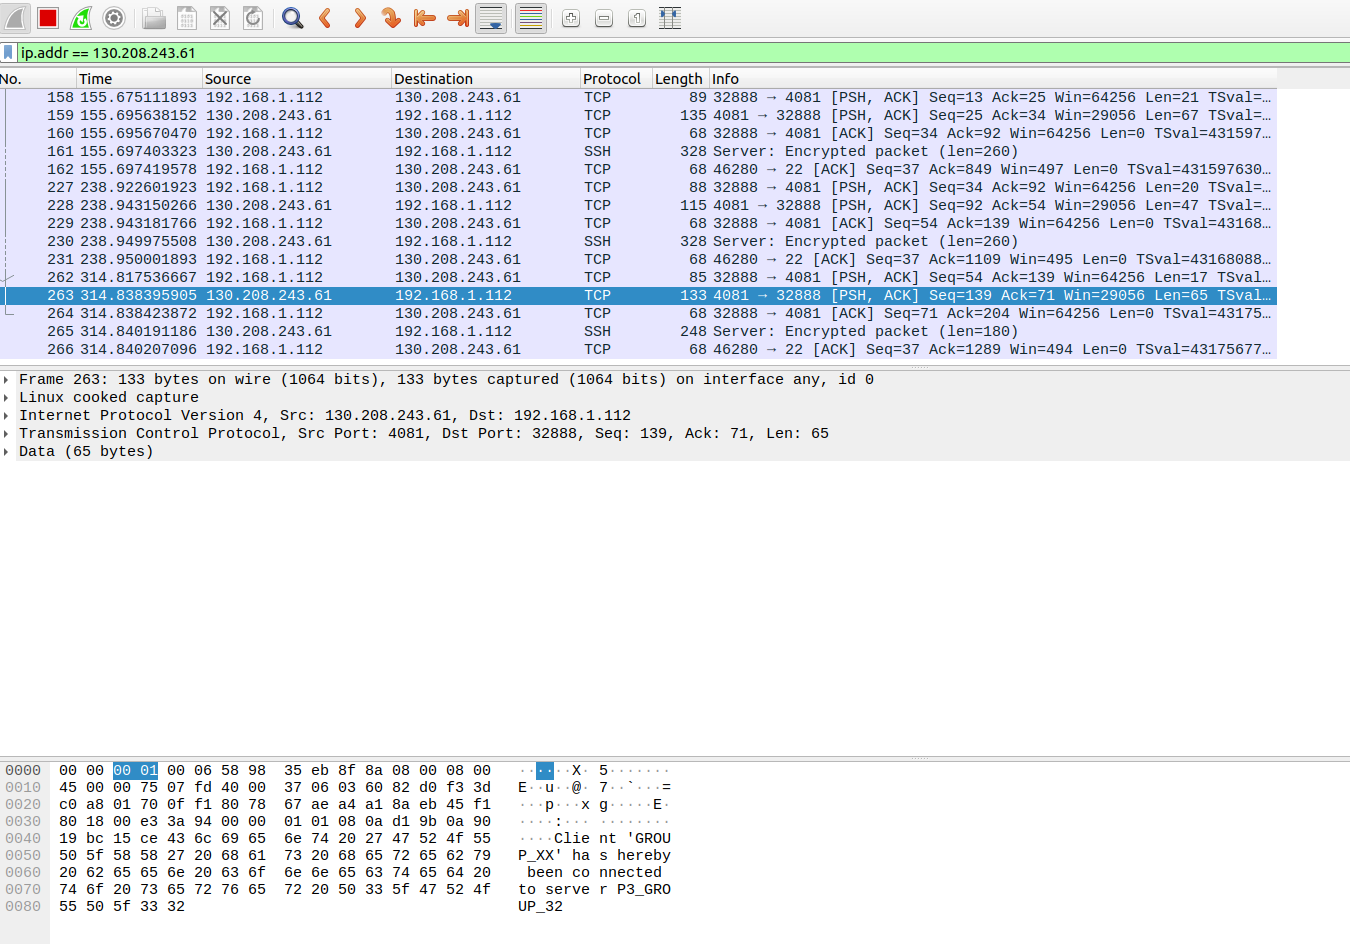 ip.addr == 130.208.243.61
No. Time Source Destination Protocol Length Info
158 155.675111893 192.168.1.112 130.208.243.61 TCP 89 32888 → 4081 [PSH, ACK] Seq=13 Ack=25 Win=64256 Len=21 TSval=…
159 155.695638152 130.208.243.61 192.168.1.112 TCP 135 4081 → 32888 [PSH, ACK] Seq=25 Ack=34 Win=29056 Len=67 TSval=…
160 155.695670470 192.168.1.112 130.208.243.61 TCP 68 32888 → 4081 [ACK] Seq=34 Ack=92 Win=64256 Len=0 TSval=431597…
161 155.697403323 130.208.243.61 192.168.1.112 SSH 328 Server: Encrypted packet (len=260)
162 155.697419578 192.168.1.112 130.208.243.61 TCP 68 46280 → 22 [ACK] Seq=37 Ack=849 Win=497 Len=0 TSval=431597630…
227 238.922601923 192.168.1.112 130.208.243.61 TCP 88 32888 → 4081 [PSH, ACK] Seq=34 Ack=92 Win=64256 Len=20 TSval=…
228 238.943150266 130.208.243.61 192.168.1.112 TCP 115 4081 → 32888 [PSH, ACK] Seq=92 Ack=54 Win=29056 Len=47 TSval=…
229 238.943181766 192.168.1.112 130.208.243.61 TCP 68 32888 → 4081 [ACK] Seq=54 Ack=139 Win=64256 Len=0 TSval=43168…
230 238.949975508 130.208.243.61 192.168.1.112 SSH 328 Server: Encrypted packet (len=260)
231 238.950001893 192.168.1.112 130.208.243.61 TCP 68 46280 → 22 [ACK] Seq=37 Ack=1109 Win=495 Len=0 TSval=43168088…
262 314.817536667 192.168.1.112 130.208.243.61 TCP 85 32888 → 4081 [PSH, ACK] Seq=54 Ack=139 Win=64256 Len=17 TSval…
263 314.838395905 130.208.243.61 192.168.1.112 TCP 133 4081 → 32888 [PSH, ACK] Seq=139 Ack=71 Win=29056 Len=65 TSval…
264 314.838423872 192.168.1.112 130.208.243.61 TCP 68 32888 → 4081 [ACK] Seq=71 Ack=204 Win=64256 Len=0 TSval=43175…
265 314.840191186 130.208.243.61 192.168.1.112 SSH 248 Server: Encrypted packet (len=180)
266 314.840207096 192.168.1.112 130.208.243.61 TCP 68 46280 → 22 [ACK] Seq=37 Ack=1289 Win=494 Len=0 TSval=43175677…
Frame 263: 133 bytes on wire (1064 bits), 133 bytes captured (1064 bits) on interface any, id 0
Linux cooked capture
Internet Protocol Version 4, Src: 130.208.243.61, Dst: 192.168.1.112
Transmission Control Protocol, Src Port: 4081, Dst Port: 32888, Seq: 139, Ack: 71, Len: 65
Data (65 bytes)
0000 00 00 00 01 00 06 58 98 35 eb 8f 8a 08 00 08 00 ······X· 5·······
0010 45 00 00 75 07 fd 40 00 37 06 03 60 82 d0 f3 3d E··u··@· 7··`···=
0020 c0 a8 01 70 0f f1 80 78 67 ae a4 a1 8a eb 45 f1 ···p···x g·····E·
0030 80 18 00 e3 3a 94 00 00 01 01 08 0a d1 9b 0a 90 ····:··· ········
0040 19 bc 15 ce 43 6c 69 65 6e 74 20 27 47 52 4f 55 ····Clie nt 'GROU
0050 50 5f 58 58 27 20 68 61 73 20 68 65 72 65 62 79 P_XX' ha s hereby
0060 20 62 65 65 6e 20 63 6f 6e 6e 65 63 74 65 64 20 been co nnected
0070 74 6f 20 73 65 72 76 65 72 20 50 33 5f 47 52 4f to serve r P3_GRO
0080 55 50 5f 33 32 UP_32